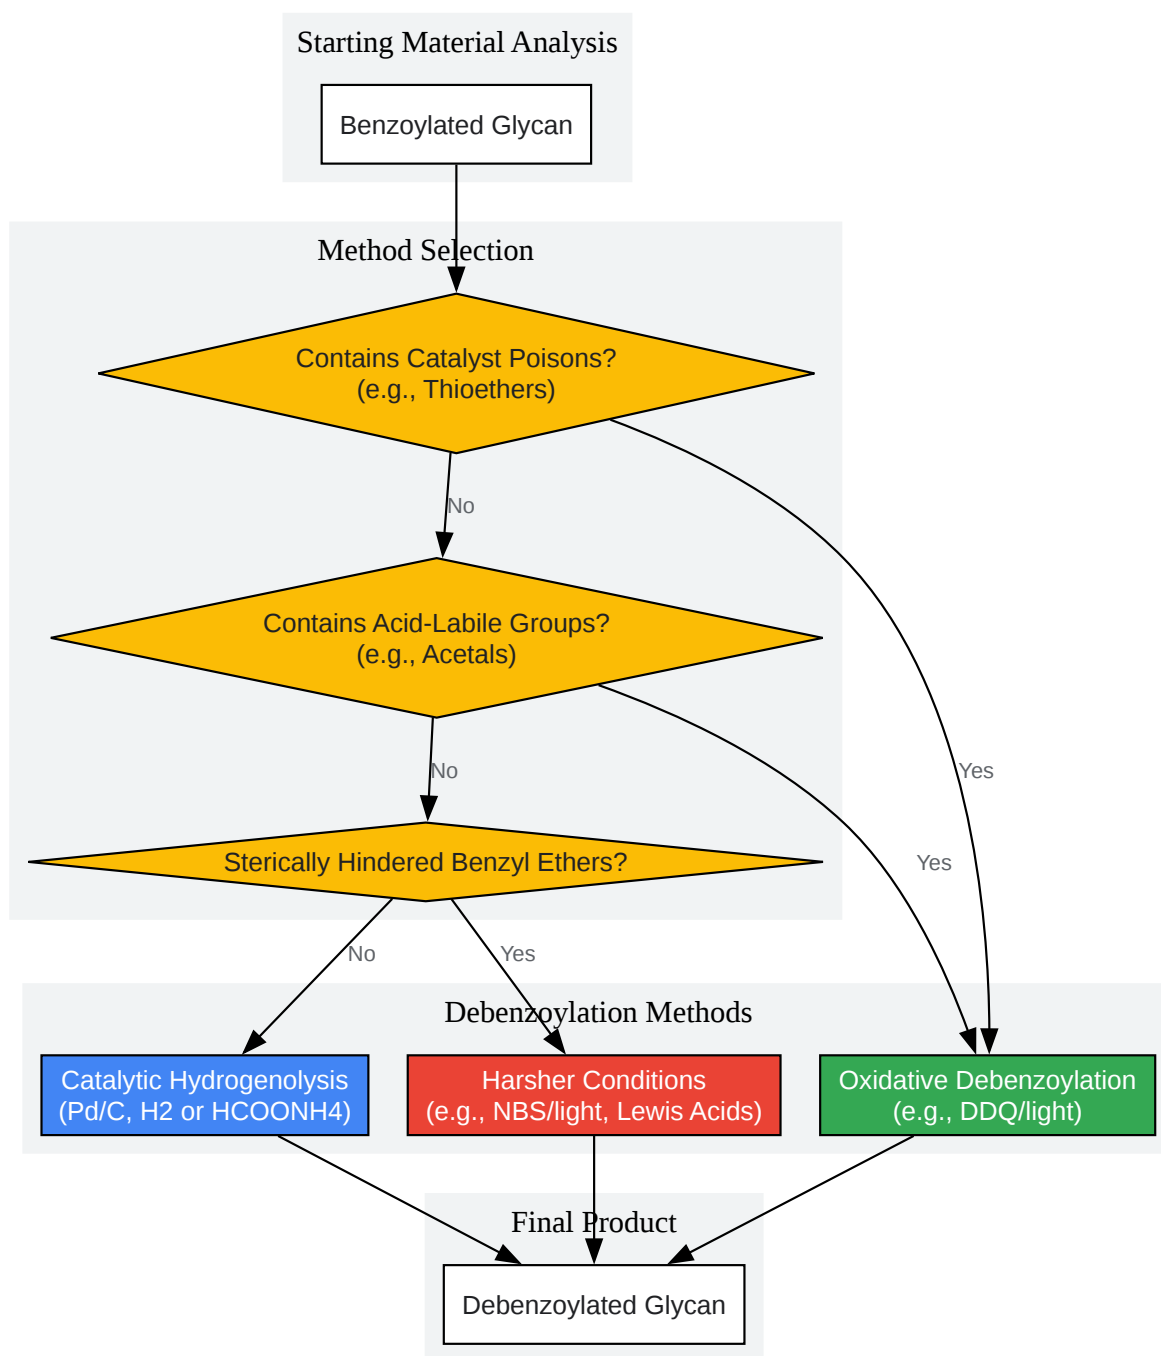 Starting Material Analysis
Benzoylated Glycan
Method Selection
Contains Catalyst Poisons?
(e.g., Thioethers)
No
Contains Acid-Labile Groups?
(e.g., Acetals)
No
Yes
Sterically Hindered Benzyl Ethers?
Yes
No
Yes
Debenzoylation Methods
Catalytic Hydrogenolysis
(Pd/C, H2 or HCOONH4)
Harsher Conditions
(e.g., NBS/light, Lewis Acids)
Oxidative Debenzoylation
(e.g., DDQ/light)
Final Product
Debenzoylated Glycan